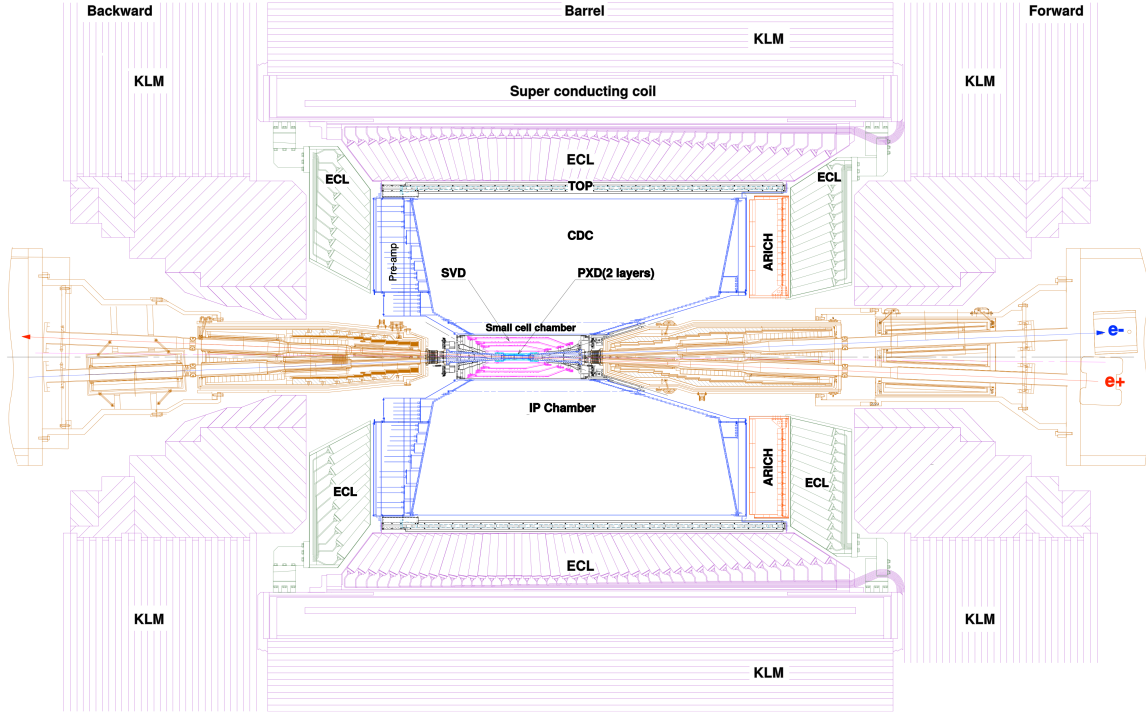 Backward
Barrel
Forward
KLM
KLM
KLM
Super conducting coil
ECL
ECL
ECL
TOP
CDC
Pre-amp
ARICH
SVD
PXD(2 layers)
Small cell chamber
e-
e+
IP Chamber
ARICH
ECL
ECL
ECL
KLM
KLM
KLM